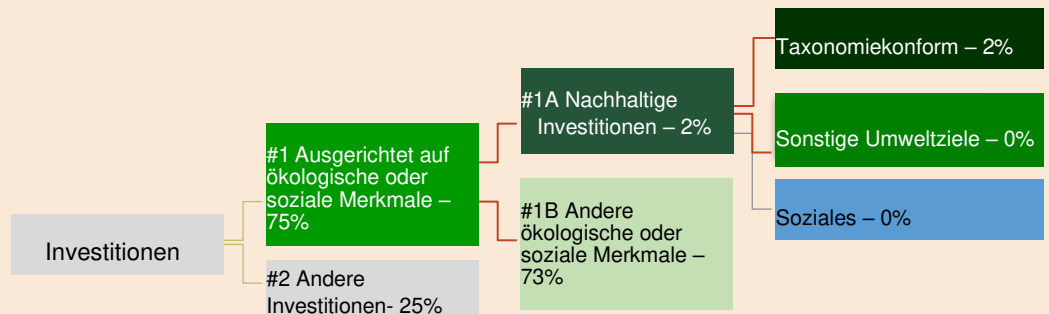 Investitionen
#1 Ausgerichtet auf
ökologische oder
soziale Merkmale –
75%
#2 Andere
Investitionen- 25%
#1A Nachhaltige
Investitionen – 2%
#1B Andere
ökologische oder
soziale Merkmale –
73%
Taxonomiekonform – 2%
Sonstige Umweltziele – 0%
Soziales – 0%